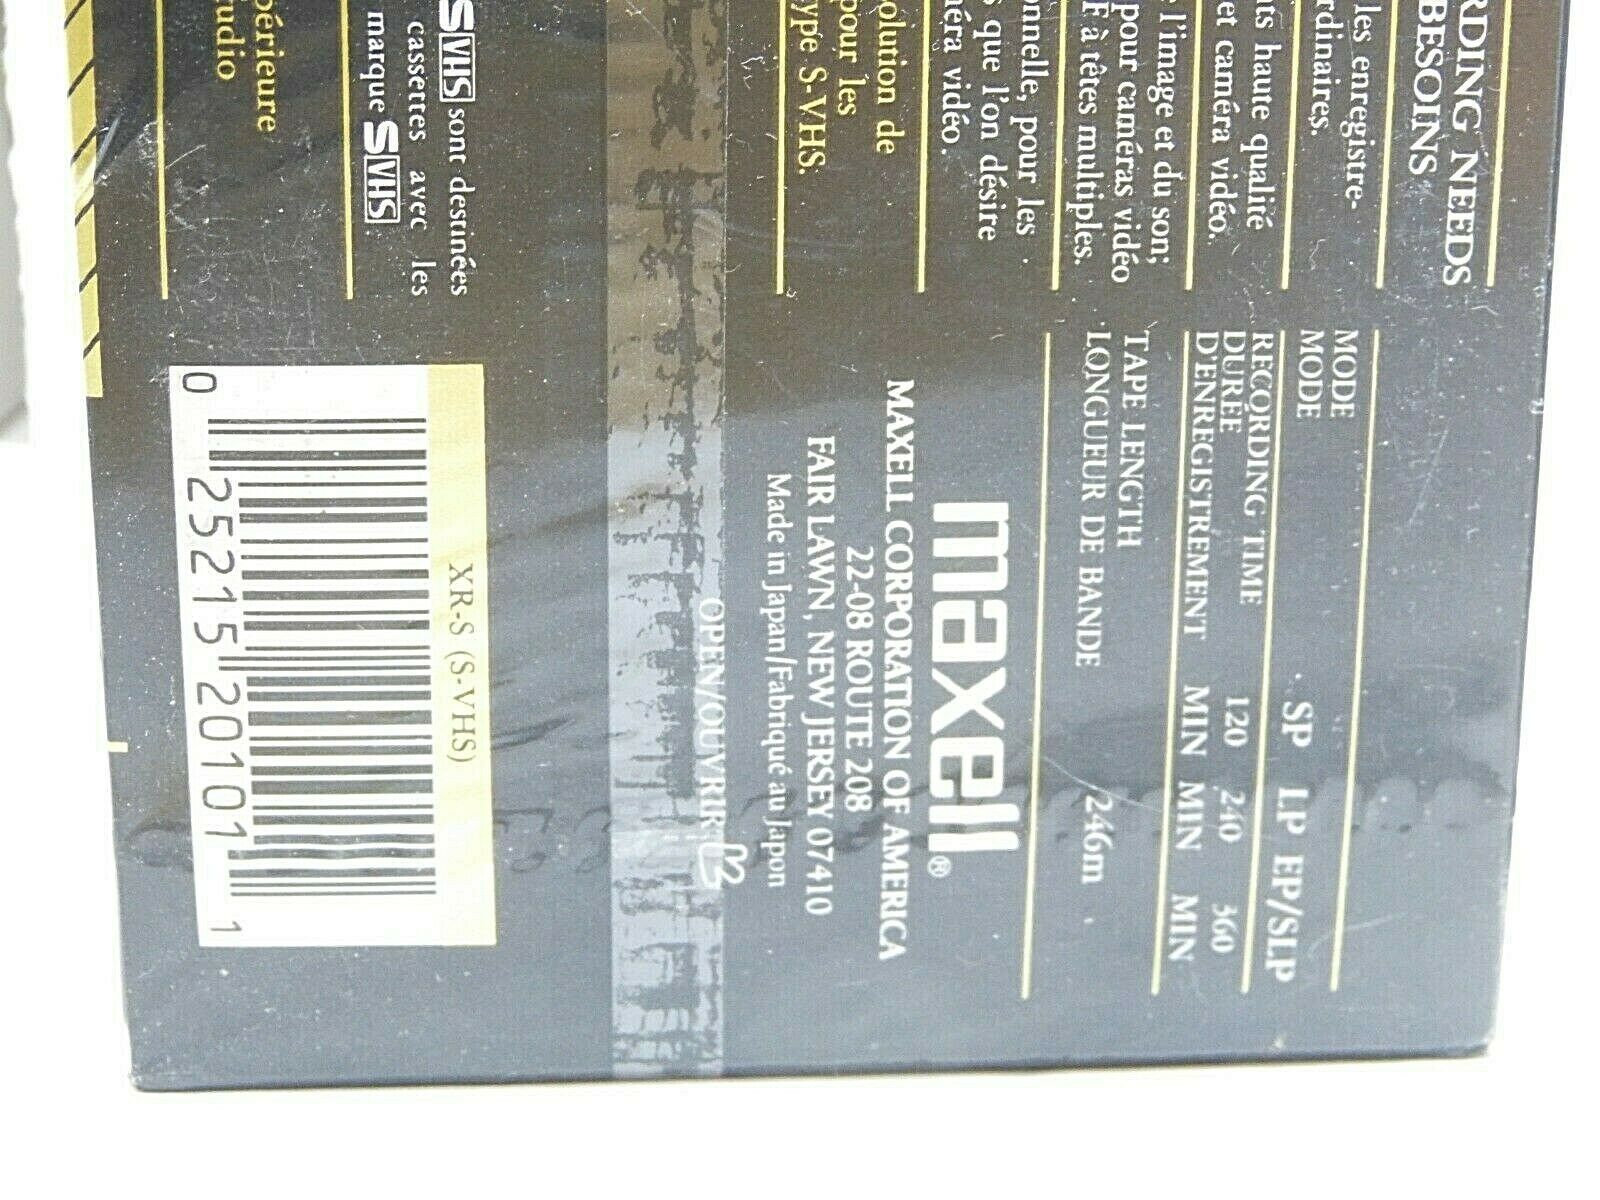 RDING NEEDS
BESOINS
les enregistre-
rdinaires.
nts haute qualité
et caméra vidéo.
l'image et du son;
pour caméras vidéo
F à têtes multiples.
onnelle, pour les
s que l'on désire
néra vidéo.
olution de
pour les
ype S-VHS.
SVHS sont destinées
cassettes avec les
marque SVHS
périeure
udio
MODE SP LP EP/SLP
MODE
RECORDING TIME 120 240 360
DURÉE
D'ENREGISTREMENT MIN MIN MIN
TAPE LENGTH 246m
LONGUEUR DE BANDE
maxell®
MAXELL CORPORATION OF AMERICA
22-08 ROUTE 208
FAIR LAWN, NEW JERSEY 07410
Made in Japan/Fabriqué au Japon
OPEN/OUVRIR
XR-S (S-VHS)
0 25215 20101 1